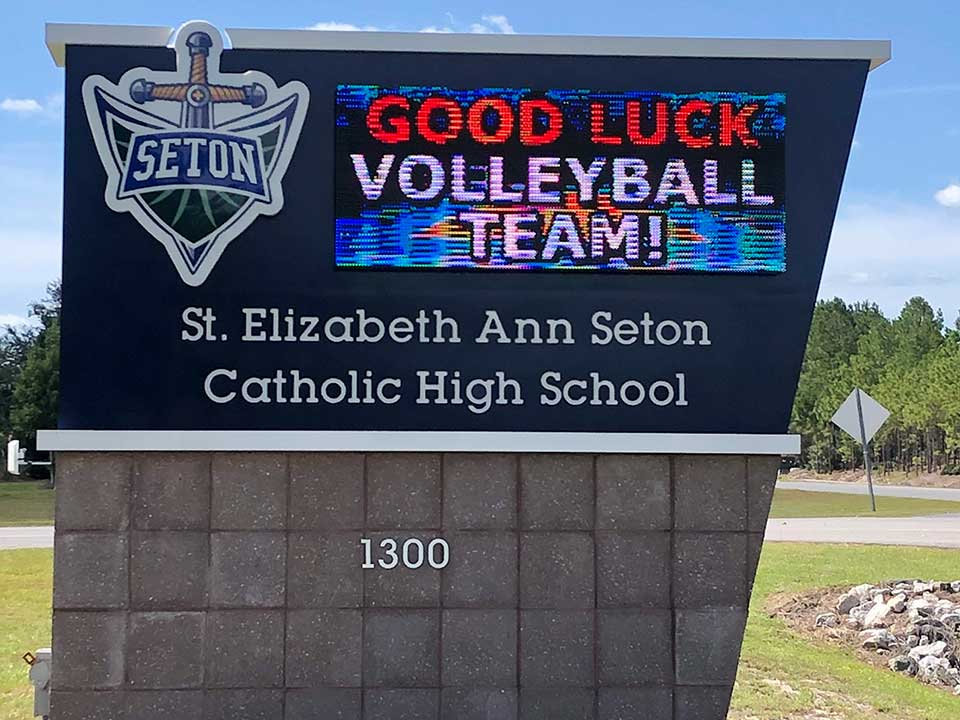 SETON
GOOD LUCK
VOLLEYBALL
TEAM!
St. Elizabeth Ann Seton
Catholic High School
1300